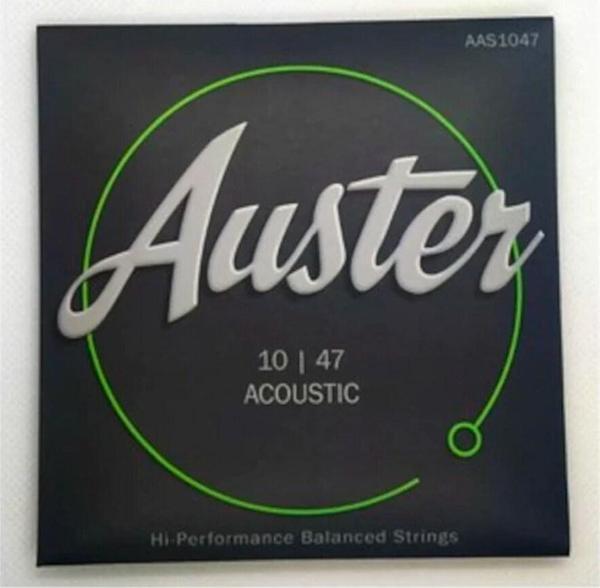 AAS1047
Auster
10 | 47
ACOUSTIC
Hi-Performance Balanced Strings